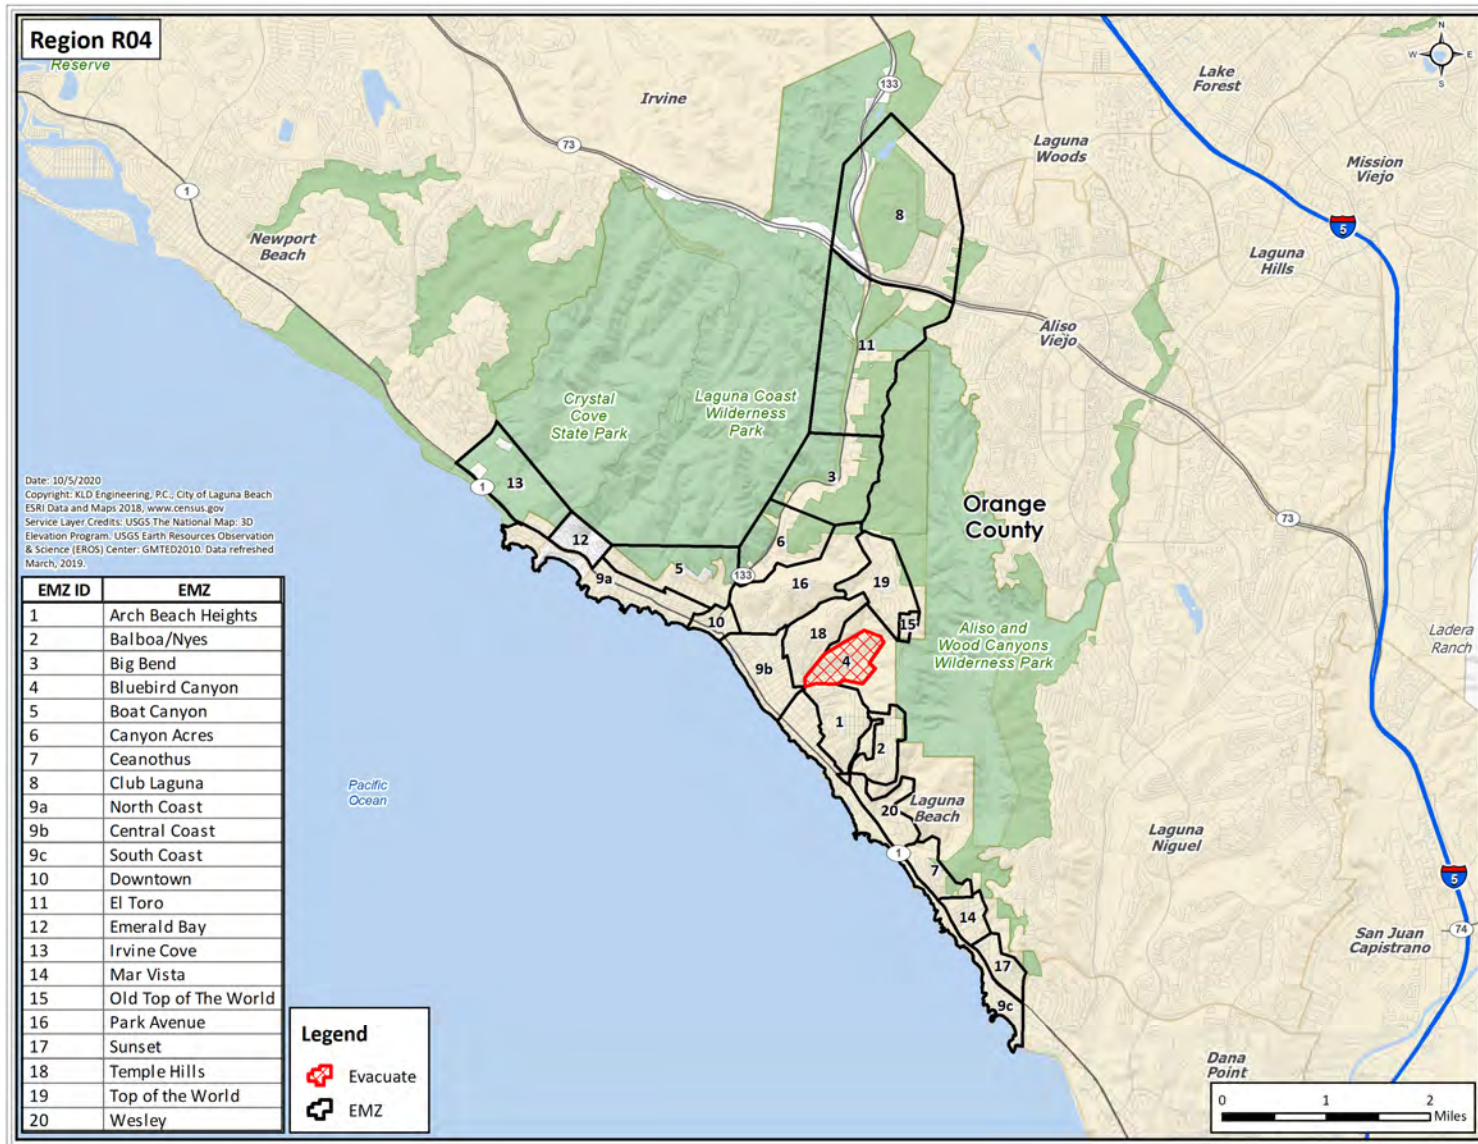 Region R04
Reserve
N
W
E
S
133
Irvine
Lake
Forest
73
Laguna
Woods
Mission
Viejo
1
8
5
Newport
Beach
Laguna
Hills
Aliso
Viejo
11
Crystal
Cove
State Park
Laguna Coast
Wilderness
Park
13
1
3
Orange
County
73
Date: 10/5/2020
Copyright: KLD Engineering, P.C., City of Laguna Beach
ESRI Data and Maps 2018, www.census.gov
Service Layer Credits: USGS The National Map: 3D
Elevation Program. USGS Earth Resources Observation
& Science (EROS) Center: GMTED2010. Data refreshed
March, 2019.
12
6
9a
5
133
16
19
10
15
18
Aliso and
Wood Canyons
Wilderness Park
Ladera
Ranch
9b
4
1
2
Pacific
Ocean
20
Laguna
Beach
Laguna
Niguel
1
7
5
14
San Juan
Capistrano
74
17
9c
Dana
Point
EMZ ID EMZ
1 Arch Beach Heights
2 Balboa/Nyes
3 Big Bend
4 Bluebird Canyon
5 Boat Canyon
6 Canyon Acres
7 Ceanothus
8 Club Laguna
9a North Coast
9b Central Coast
9c South Coast
10 Downtown
11 El Toro
12 Emerald Bay
13 Irvine Cove
14 Mar Vista
15 Old Top of The World
16 Park Avenue
17 Sunset
18 Temple Hills
19 Top of the World
20 Wesley
Legend
Evacuate
EMZ
0 1 2
Miles